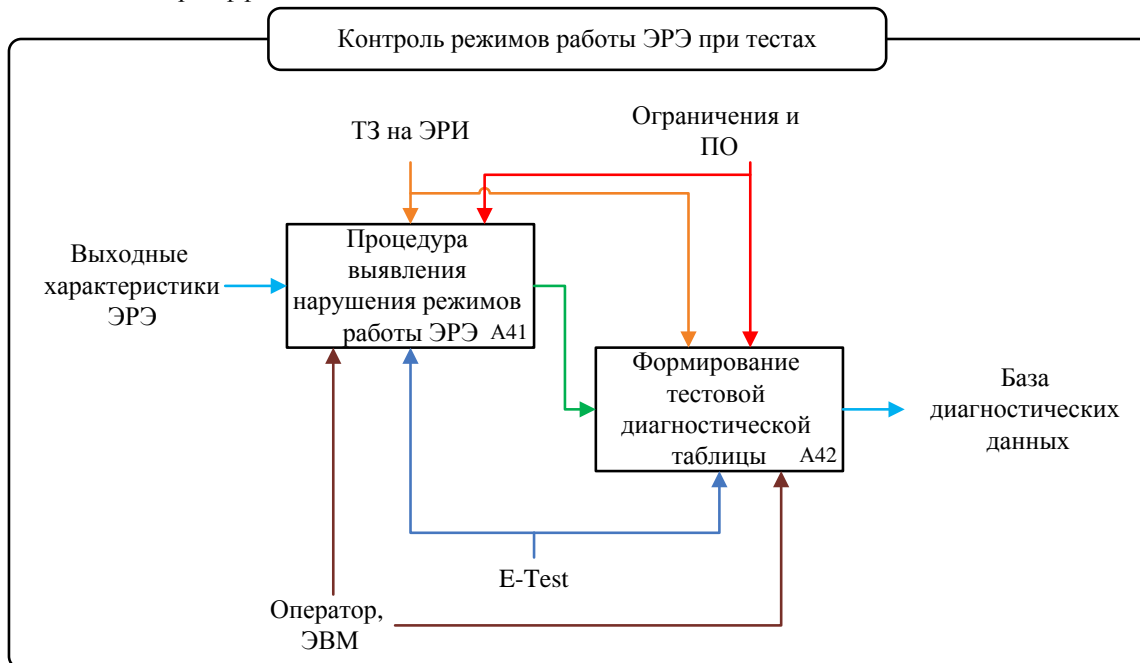 Контроль режимов работы ЭРЭ при тестах
ТЗ на ЭРИ
Ограничения и
ПО
Выходные
характеристики
ЭРЭ
Процедура
выявления
нарушения режимов
работы ЭРЭ
A41
Формирование
тестовой
диагностической
таблицы
A42
База
диагностических
данных
E-Test
Оператор,
ЭВМ